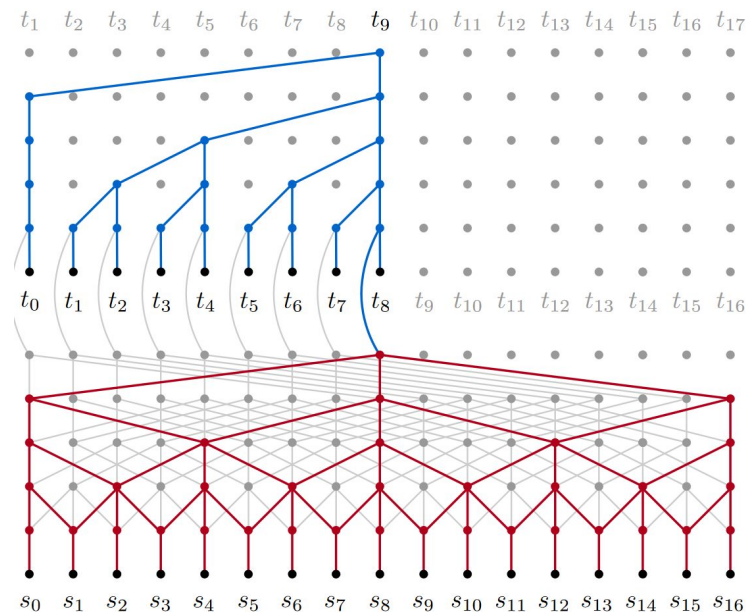 t₁ t₂ t₃ t₄ t₅ t₆ t₇ t₈ t₉ t₁₀ t₁₁ t₁₂ t₁₃ t₁₄ t₁₅ t₁₆ t₁₇
t₀ t₁ t₂ t₃ t₄ t₅ t₆ t₇ t₈ t₉ t₁₀ t₁₁ t₁₂ t₁₃ t₁₄ t₁₅ t₁₆
s₀ s₁ s₂ s₃ s₄ s₅ s₆ s₇ s₈ s₉ s₁₀ s₁₁ s₁₂ s₁₃ s₁₄ s₁₅ s₁₆